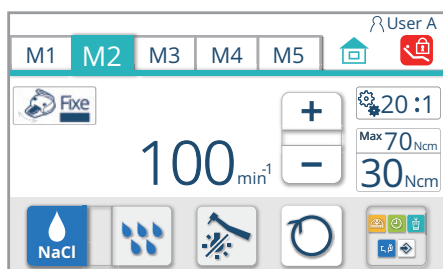 User A
M1 M2 M3 M4 M5
Fixe
20:1
100 min⁻¹
+
−
Max 70 Ncm
30 Ncm
NaCl